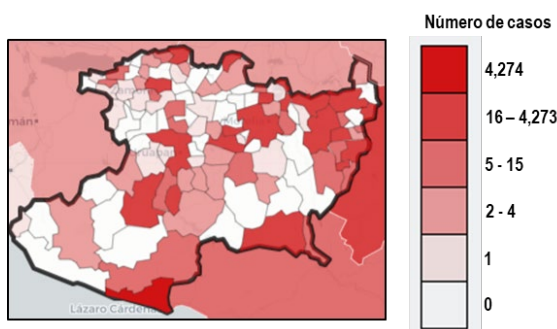 Número de casos
4,274
16 – 4,273
5 - 15
2 - 4
1
0
Lázaro Cárdenas